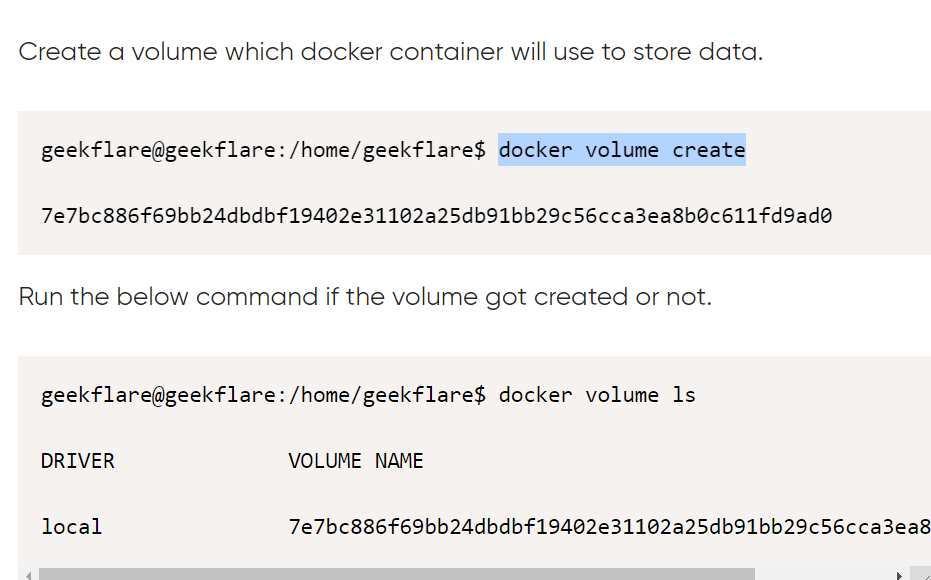 Create a volume which docker container will use to store data.
geekflare@geekflare:/home/geekflare$ docker volume create
7e7bc886f69bb24dbdbf19402e31102a25db91bb29c56cca3ea8b0c611fd9ad0
Run the below command if the volume got created or not.
geekflare@geekflare:/home/geekflare$ docker volume ls
DRIVER VOLUME NAME
local 7e7bc886f69bb24dbdbf19402e31102a25db91bb29c56cca3ea8